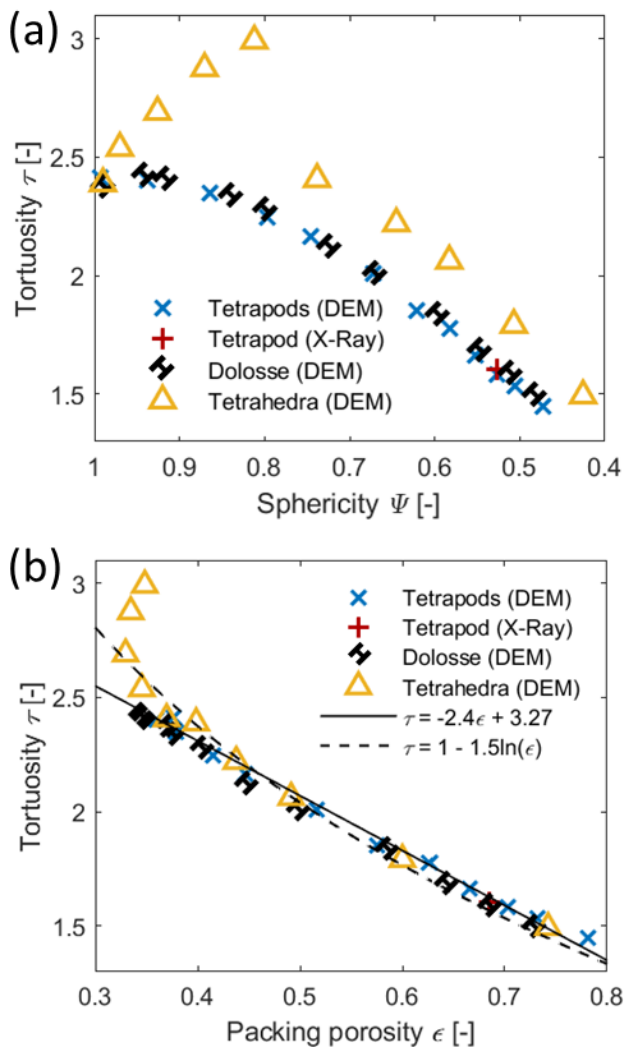 (a)
3
2.5
2
1.5
Tortuosity τ [-]
Tetrapods (DEM)
Tetrapod (X-Ray)
Dolosse (DEM)
Tetrahedra (DEM)
1 0.9 0.8 0.7 0.6 0.5 0.4
Sphericity Ψ [-]
(b)
3
2.5
2
1.5
Tortuosity τ [-]
Tetrapods (DEM)
Tetrapod (X-Ray)
Dolosse (DEM)
Tetrahedra (DEM)
τ = -2.4ϵ + 3.27
τ = 1 - 1.5ln(ϵ)
0.3 0.4 0.5 0.6 0.7 0.8
Packing porosity ϵ [-]